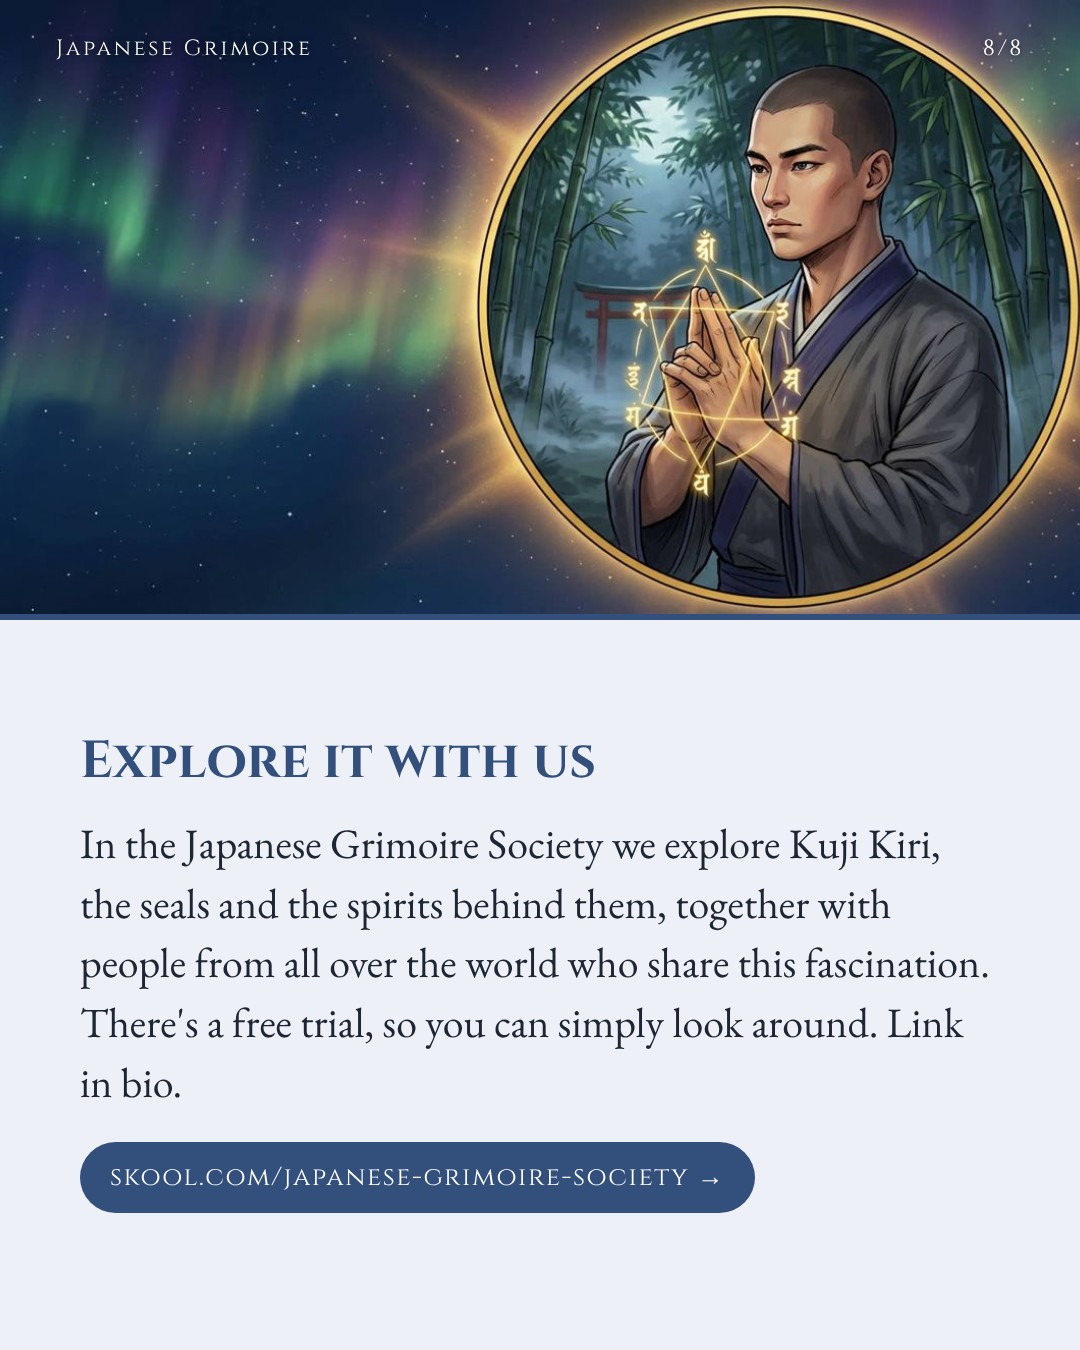 Japanese Grimoire
8/8
Explore it with us
In the Japanese Grimoire Society we explore Kuji Kiri,
the seals and the spirits behind them, together with
people from all over the world who share this fascination.
There's a free trial, so you can simply look around. Link
in bio.
skool.com/japanese-grimoire-society →